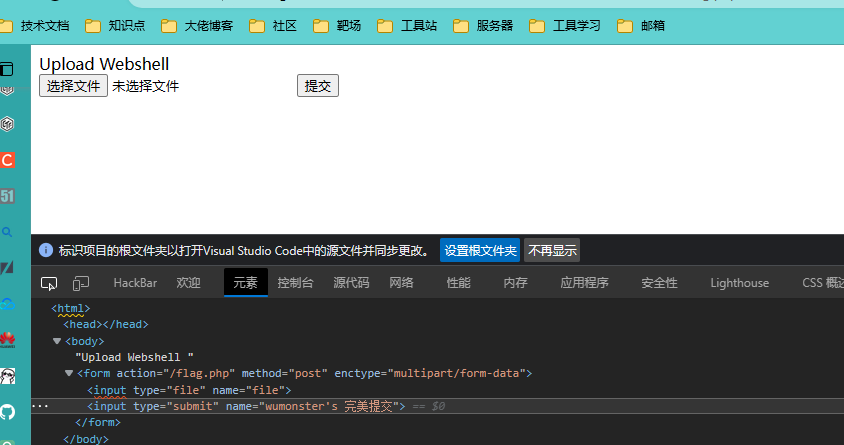 技术文档 知识点 大佬博客 社区 靶场 工具站 服务器 工具学习 邮箱
Upload Webshell
选择文件 未选择文件 提交
C
51
标识项目的根文件夹以打开Visual Studio Code中的源文件并同步更改。 设置根文件夹 不再显示
HackBar 欢迎 元素 控制台 源代码 网络 性能 内存 应用程序 安全性 Lighthouse CSS 概述
<html>
<head></head>
<body>
"Upload Webshell "
<form action="/flag.php" method="post" enctype="multipart/form-data">
<input type="file" name="file">
··· <input type="submit" name="wumonster's 完美提交"> == $0
</form>
</body>